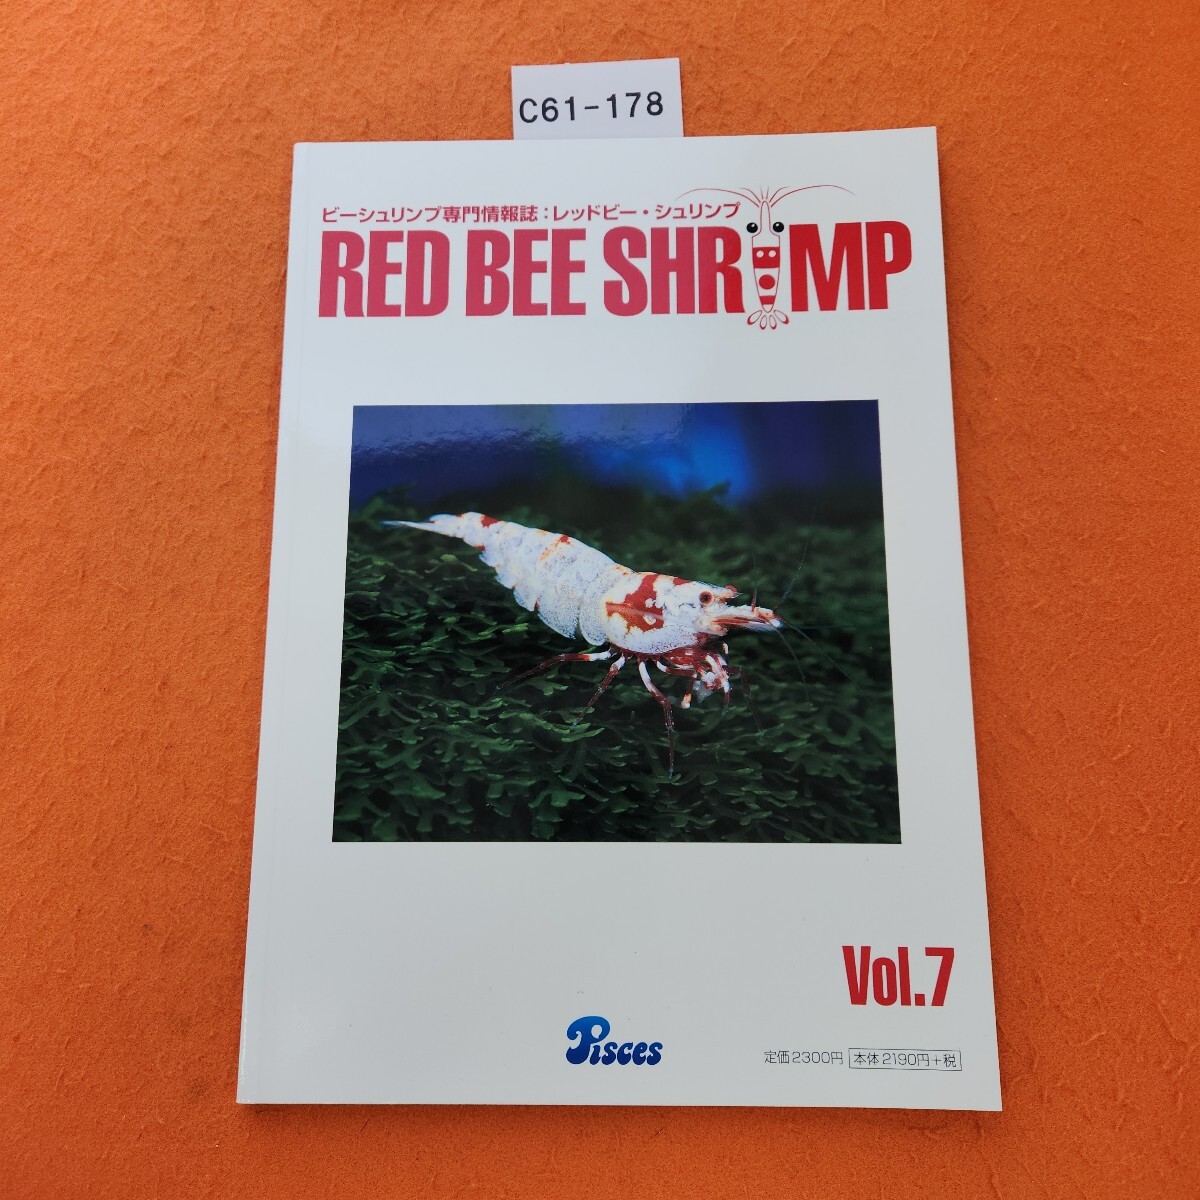 C61-178
ビーシュリンプ専門情報誌:レッドビー・シュリンプ
RED BEE SHRIMP
Vol.7
Pisces
定価2300円 本体2190円+税